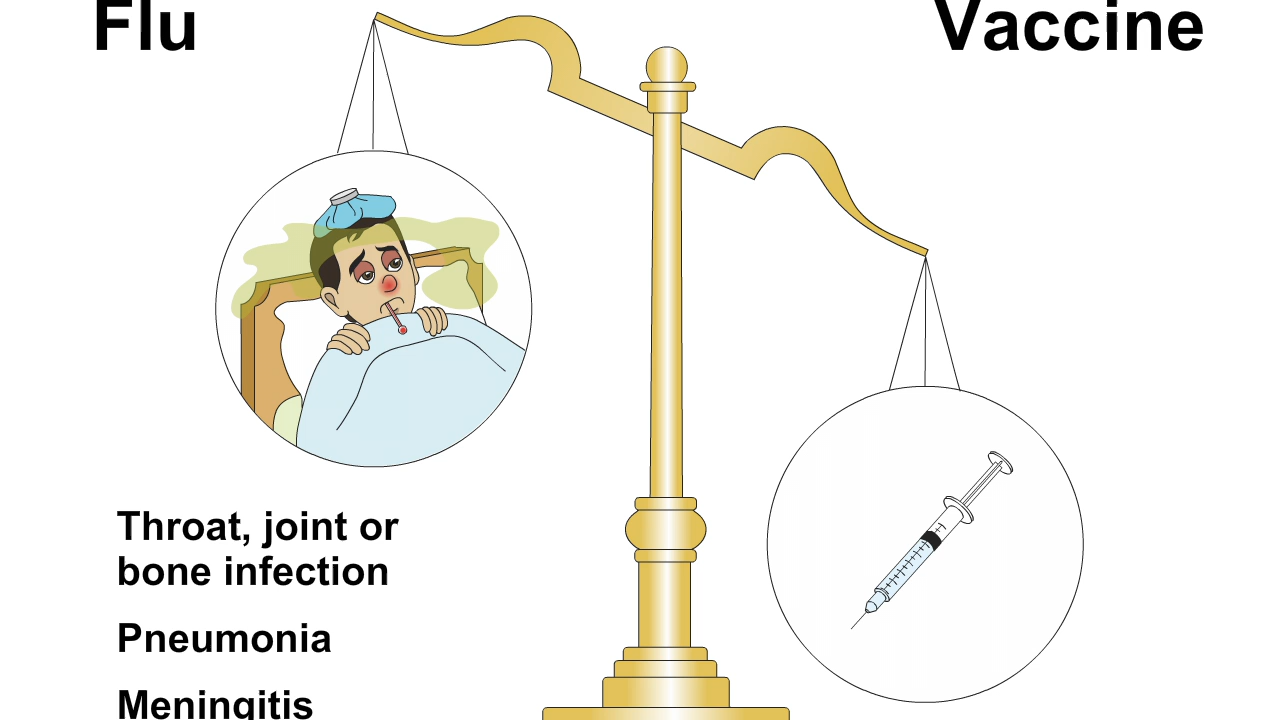 Flu
Vaccine
Throat, joint or
bone infection
Pneumonia
Meningitis